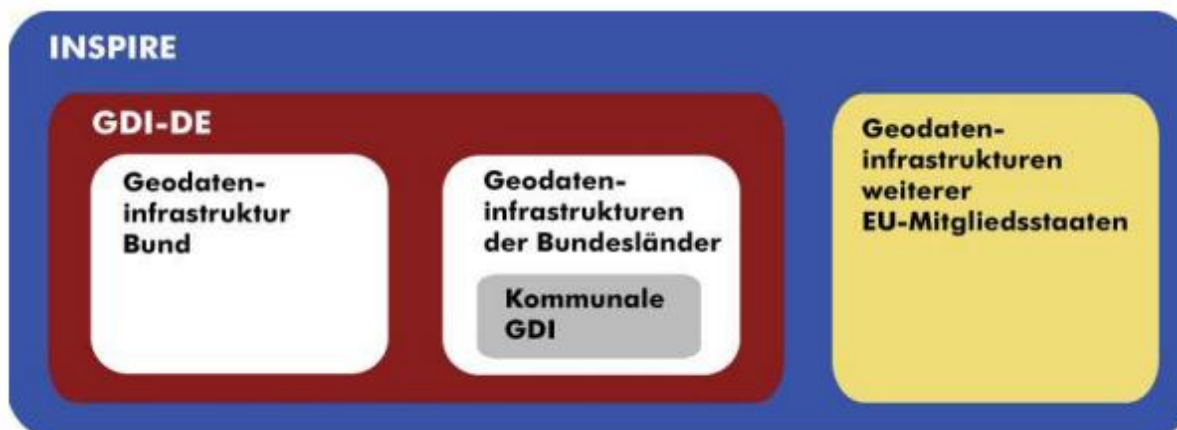 INSPIRE
GDI-DE
Geodaten-
infrastruktur
Bund
Geodaten-
infrastrukturen
der Bundesländer
Kommunale
GDI
Geodaten-
infrastrukturen
weiterer
EU-Mitgliedsstaaten